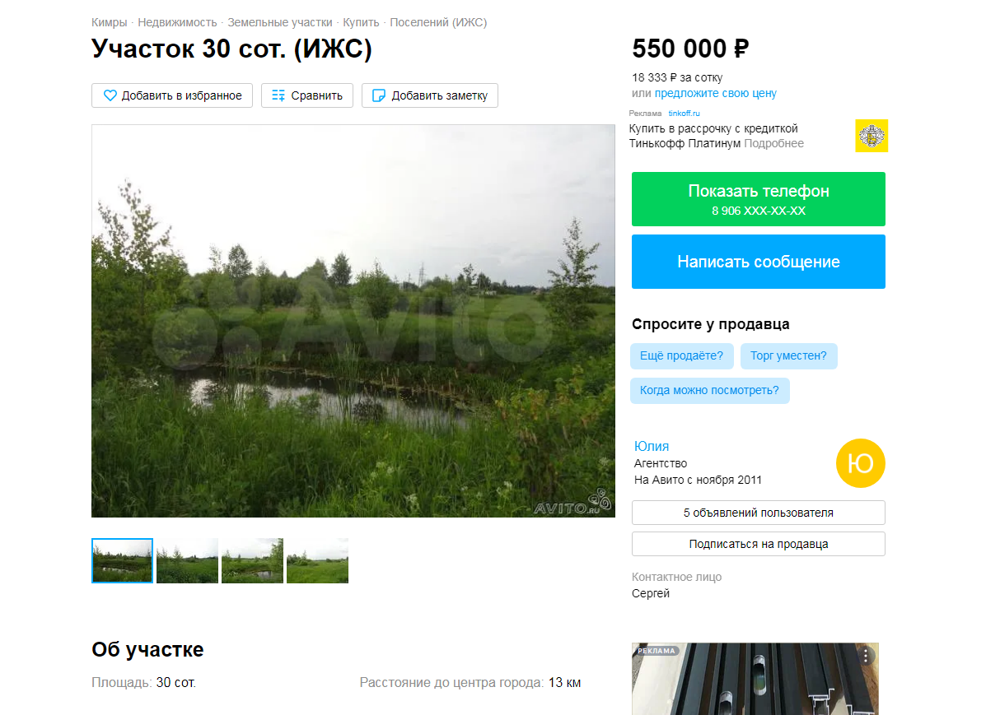 Кимры · Недвижимость · Земельные участки · Купить · Поселений (ИЖС)
Участок 30 сот. (ИЖС)
Добавить в избранное
Сравнить
Добавить заметку
Avito
AVITO.RU
Об участке
Площадь: 30 сот.
Расстояние до центра города: 13 км
550 000 ₽
18 333 ₽ за сотку
или предложите свою цену
Реклама tinkoff.ru
Купить в рассрочку с кредиткой
Тинькофф Платинум Подробнее
Показать телефон
8 906 XXX-XX-XX
Написать сообщение
Спросите у продавца
Ещё продаёте?
Торг уместен?
Когда можно посмотреть?
Юлия
Агентство
На Авито с ноября 2011
Ю
5 объявлений пользователя
Подписаться на продавца
Контактное лицо
Сергей
РЕКЛАМА